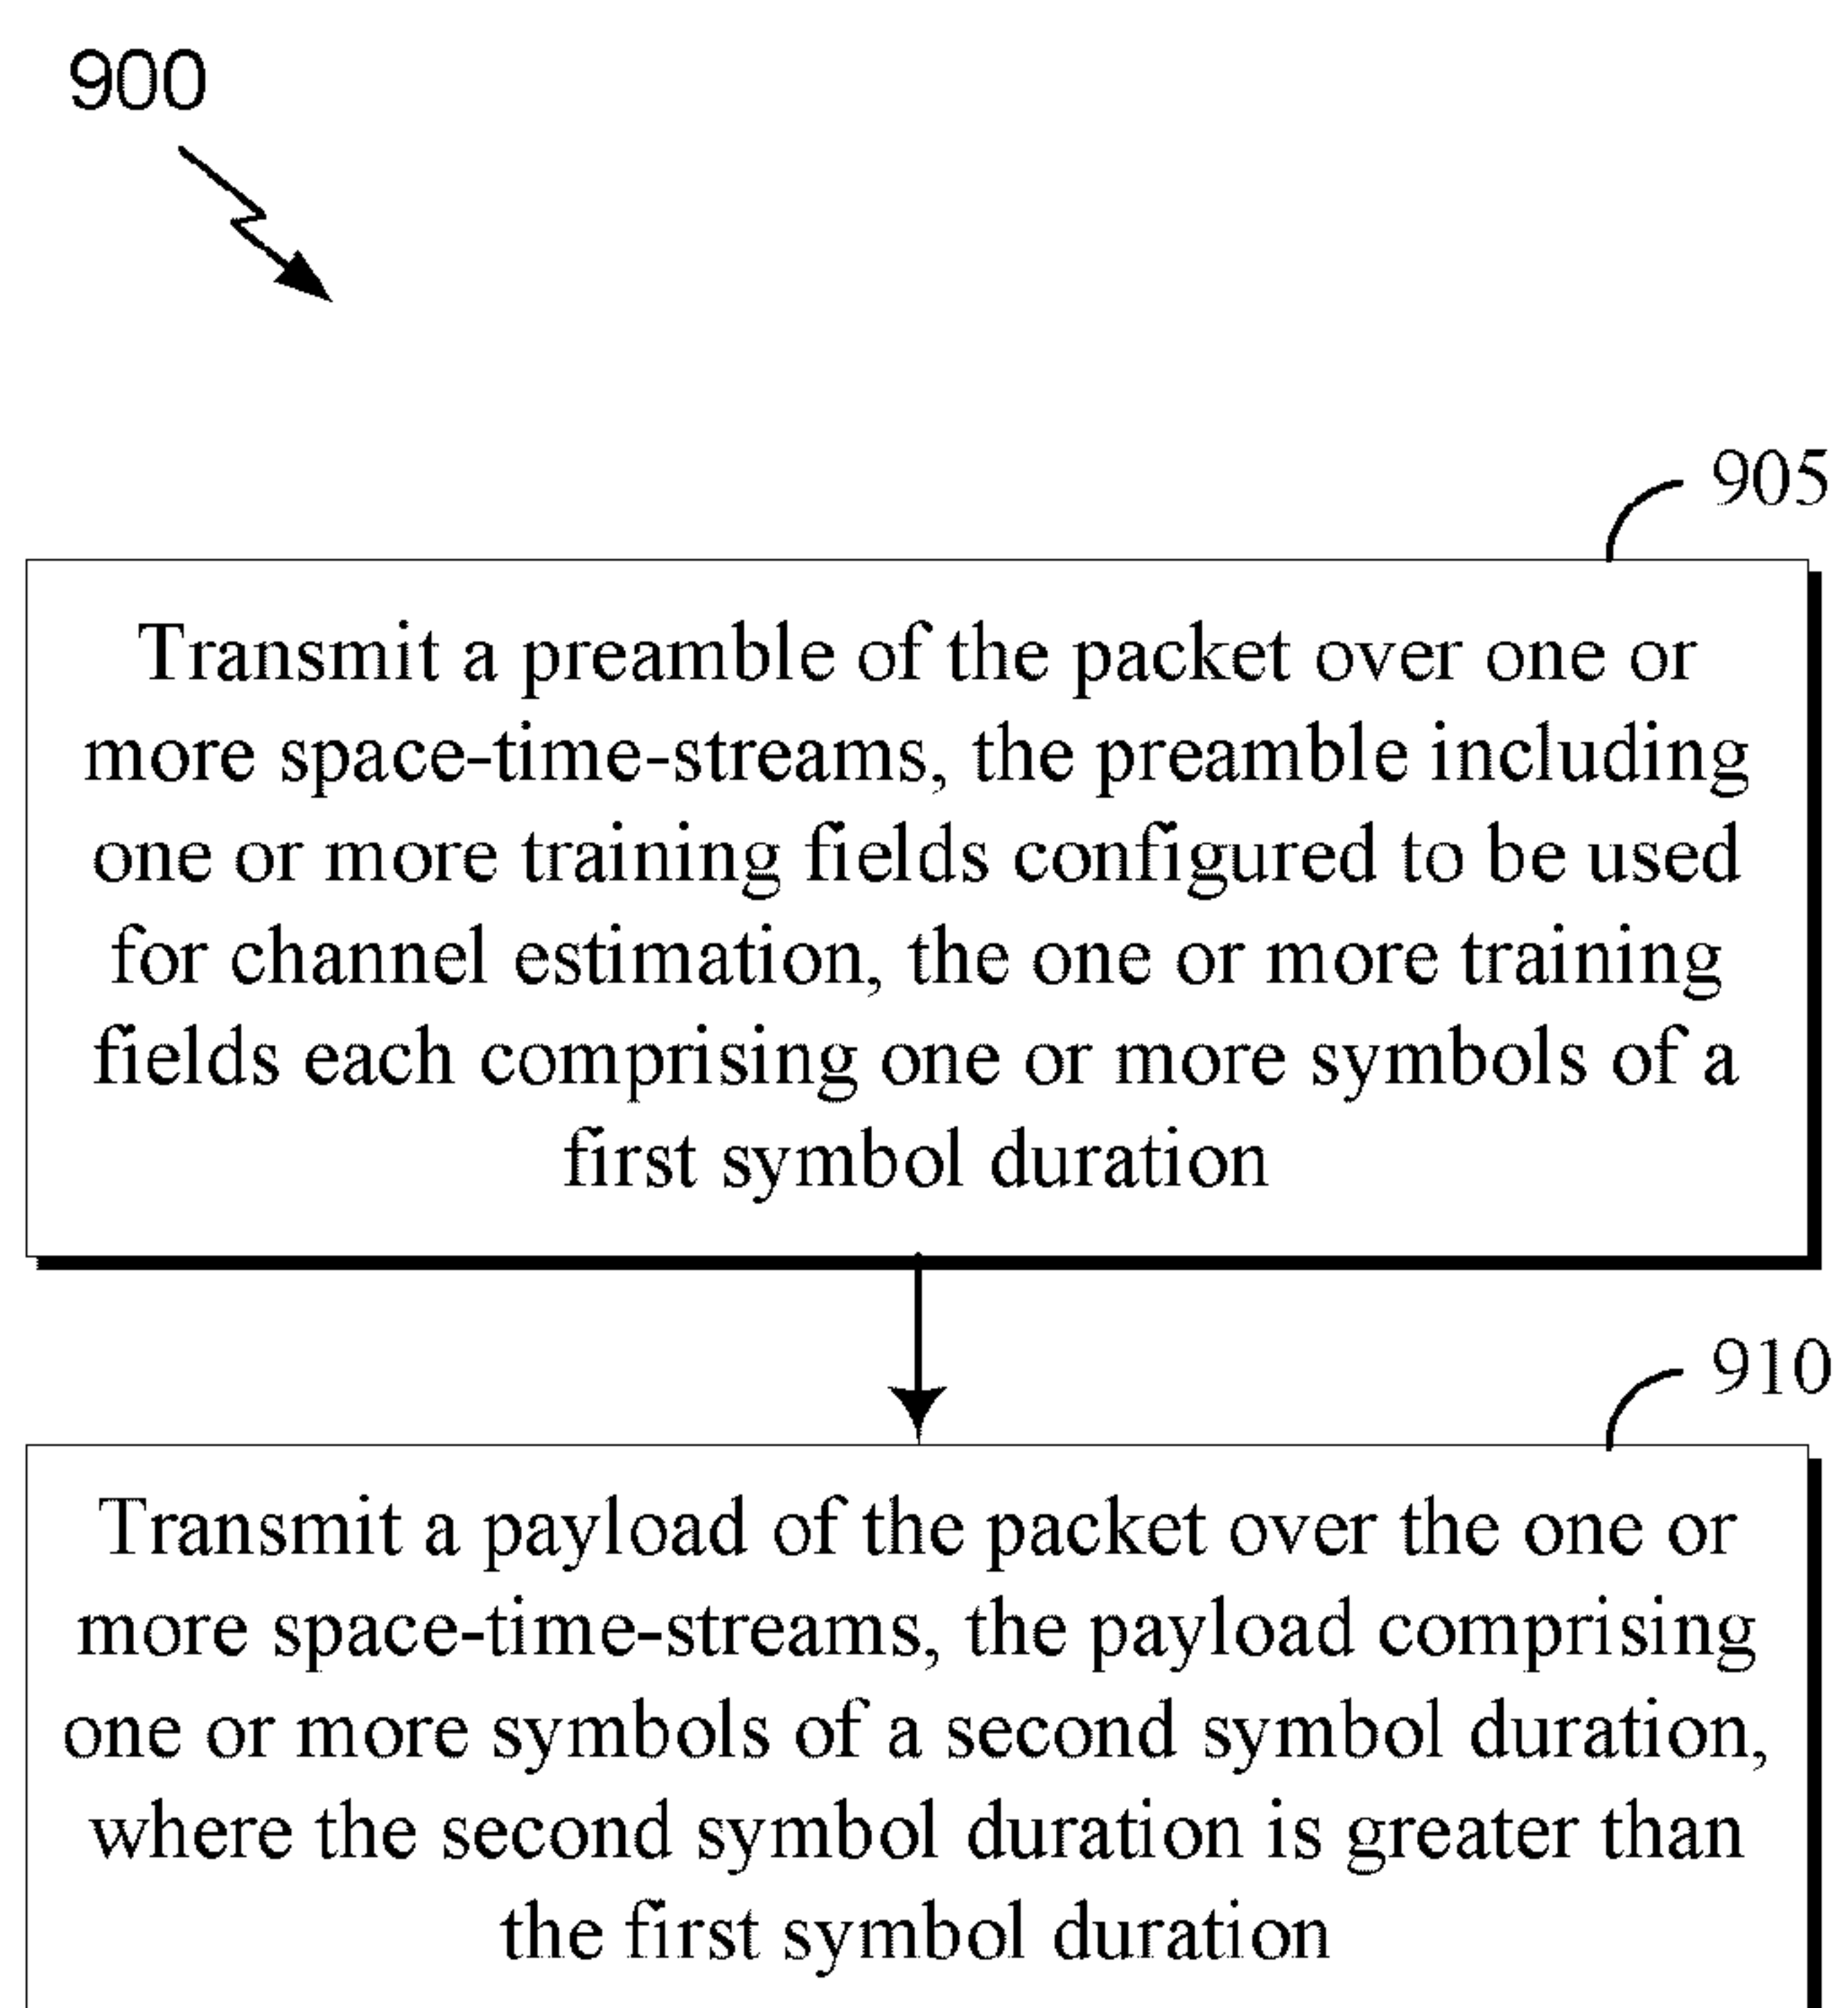 900
905
Transmit a preamble of the packet over one or
more space-time-streams, the preamble including
one or more training fields configured to be used
for channel estimation, the one or more training
fields each comprising one or more symbols of a
first symbol duration
910
Transmit a payload of the packet over the one or
more space-time-streams, the payload comprising
one or more symbols of a second symbol duration,
where the second symbol duration is greater than
the first symbol duration